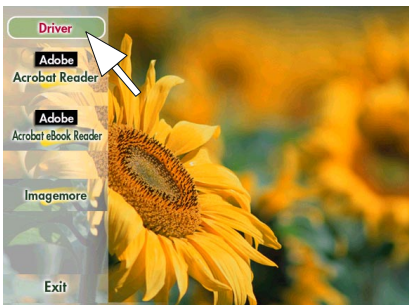 Driver
Adobe
Acrobat Reader
Adobe
Acrobat eBook Reader
Imagemore
Exit